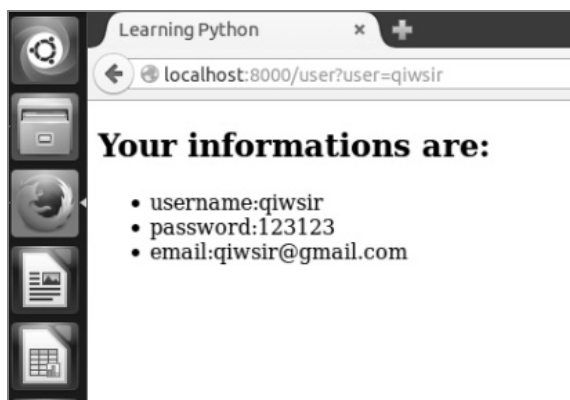 Learning Python
localhost:8000/user?user=qiwsir
Your informations are:
username:qiwsir
password:123123
email:qiwsir@gmail.com